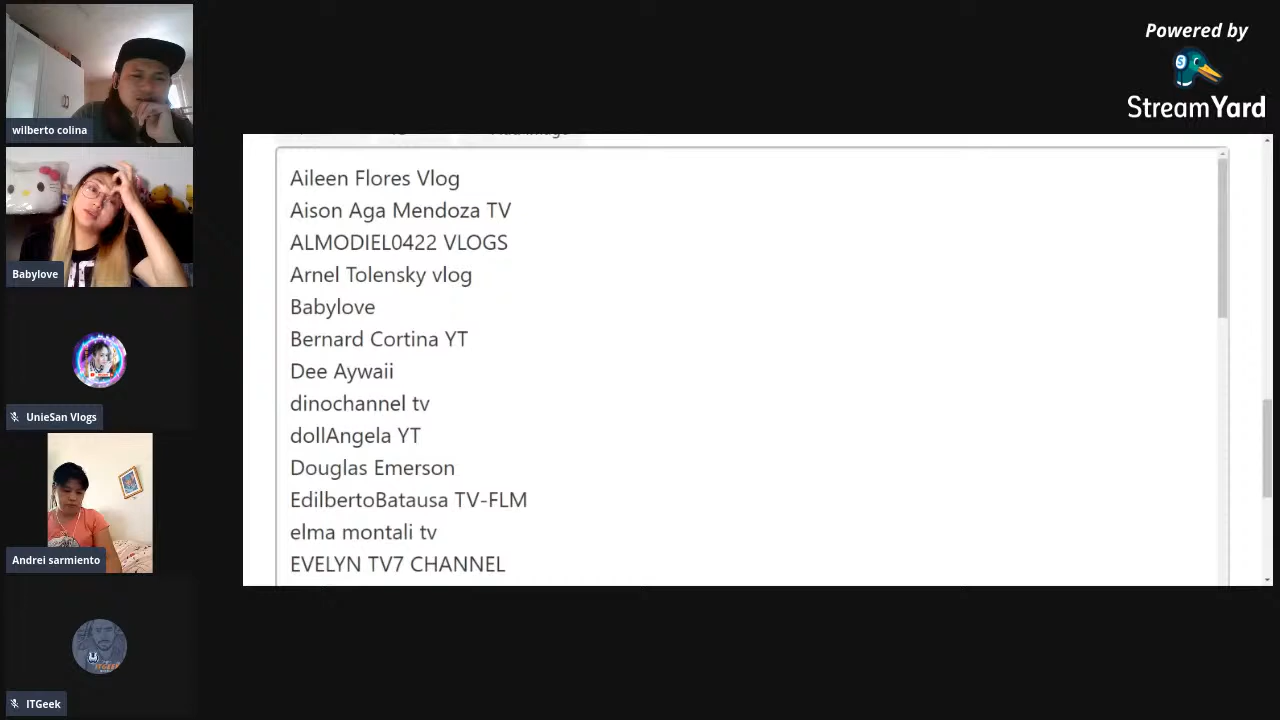 Powered by
StreamYard
wilberto colina
Babylove
UnieSan Vlogs
Andrei sarmiento
ITGeek
Aileen Flores Vlog
Aison Aga Mendoza TV
ALMODIEL0422 VLOGS
Arnel Tolensky vlog
Babylove
Bernard Cortina YT
Dee Aywaii
dinochannel tv
dollAngela YT
Douglas Emerson
EdilbertoBatausa TV-FLM
elma montali tv
EVELYN TV7 CHANNEL